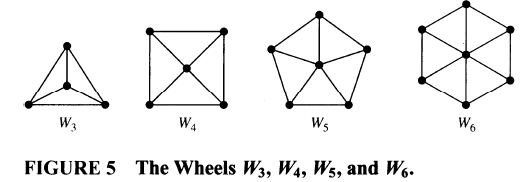 W₃ W₄ W₅ W₆
FIGURE 5 The Wheels W₃, W₄, W₅, and W₆.